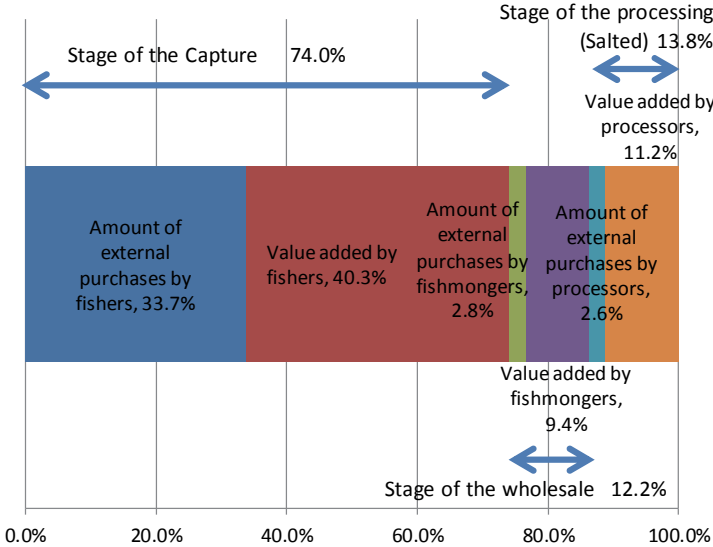 Stage of the processing
(Salted) 13.8%
Stage of the Capture 74.0%
Value added by
processors,
11.2%
Amount of
external
purchases by
fishers, 33.7%
Value added by
fishers, 40.3%
Amount of
external
purchases by
fishmongers,
2.8%
Amount of
external
purchases by
processors,
2.6%
Value added by
fishmongers,
9.4%
Stage of the wholesale 12.2%
0.0% 20.0% 40.0% 60.0% 80.0% 100.0%